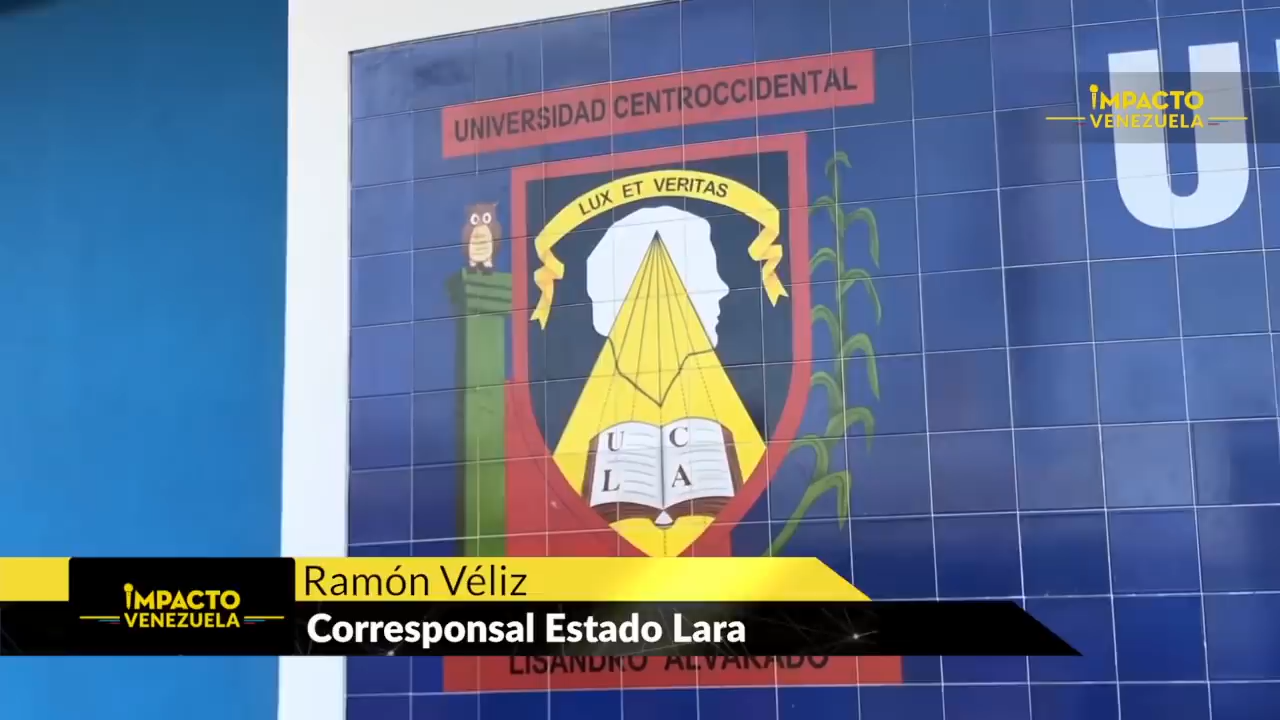 UNIVERSIDAD CENTROCCIDENTAL
IMPACTO
VENEZUELA
U
LUX ET VERITAS
U C
L A
Ramón Véliz
IMPACTO
VENEZUELA
Corresponsal Estado Lara
LISANDRO ALVARADO